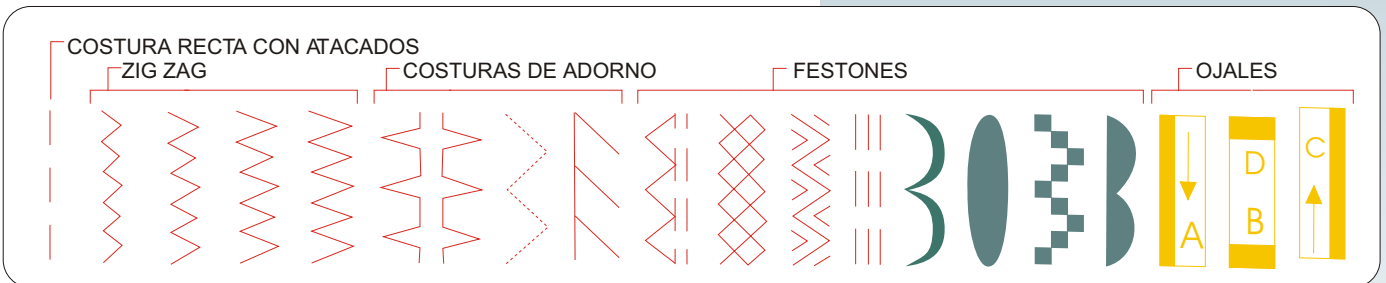 COSTURA RECTA CON ATACADOS
ZIG ZAG
COSTURAS DE ADORNO
FESTONES
OJALES
A
D
B
C